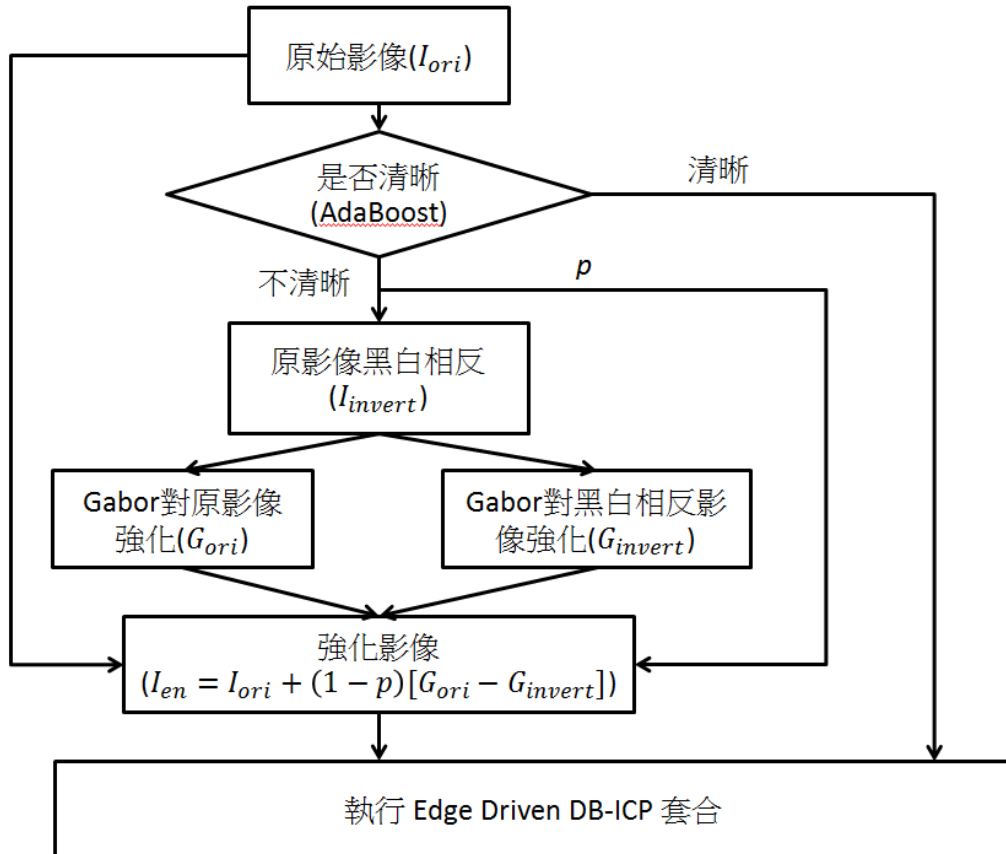 原始影像(I_ori)
是否清晰
(AdaBoost)
清晰
不清晰
p
原影像黑白相反
(I_invert)
Gabor對原影像
強化(G_ori)
Gabor對黑白相反影
像強化(G_invert)
強化影像
(I_en = I_ori + (1 − p)[G_ori − G_invert])
執行 Edge Driven DB-ICP 套合